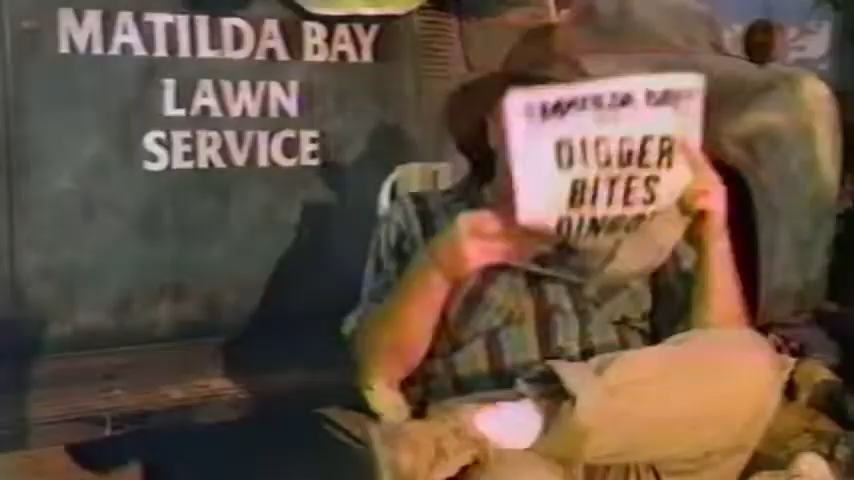 MATILDA BAY
LAWN
SERVICE
DIGGER
BITES